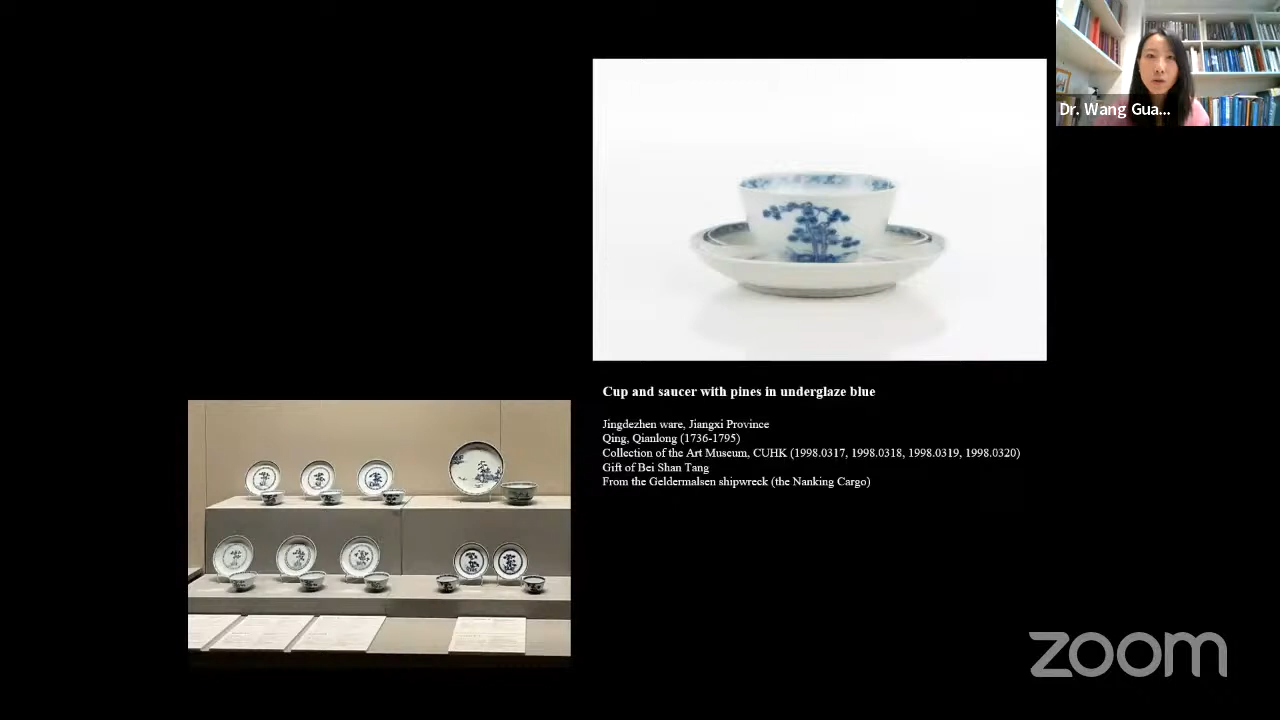 Dr. Wang Gua...
Cup and saucer with pines in underglaze blue
Jingdezhen ware, Jiangxi Province
Qing, Qianlong (1736-1795)
Collection of the Art Museum, CUHK (1998.0317, 1998.0318, 1998.0319, 1998.0320)
Gift of Bei Shan Tang
From the Geldermalsen shipwreck (the Nanking Cargo)
zoom